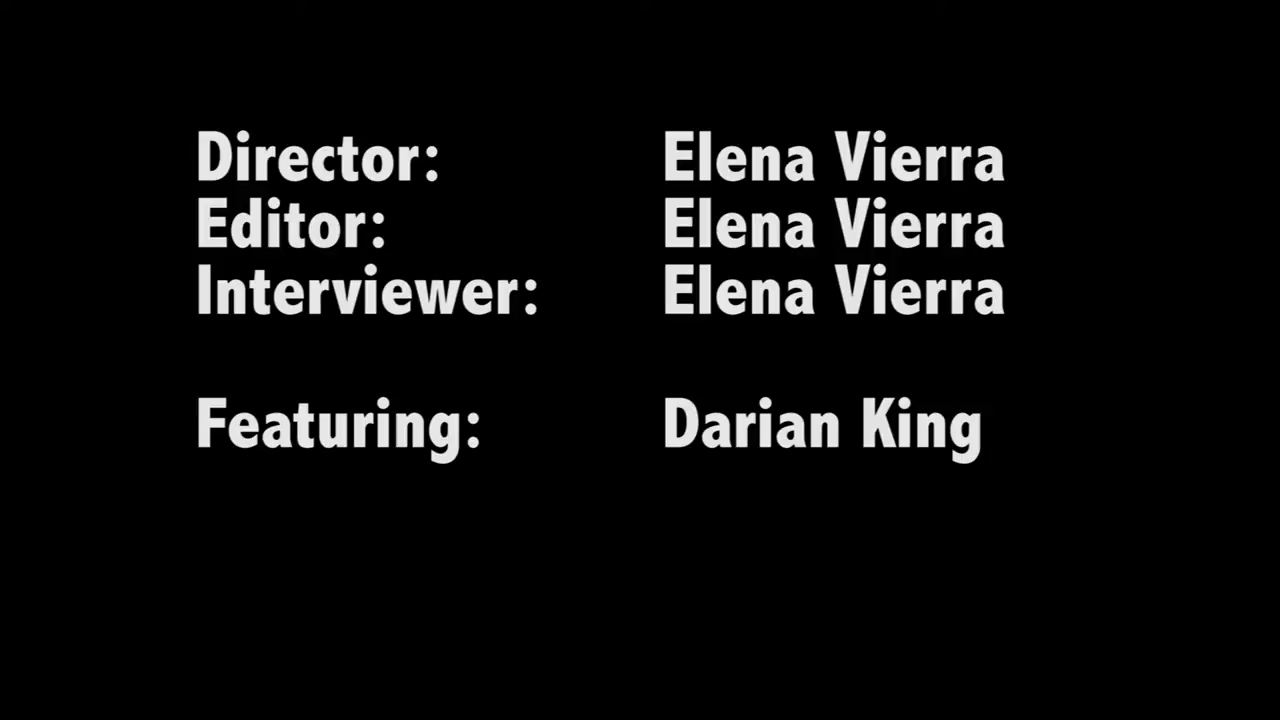 Director: Elena Vierra
Editor: Elena Vierra
Interviewer: Elena Vierra
Featuring: Darian King